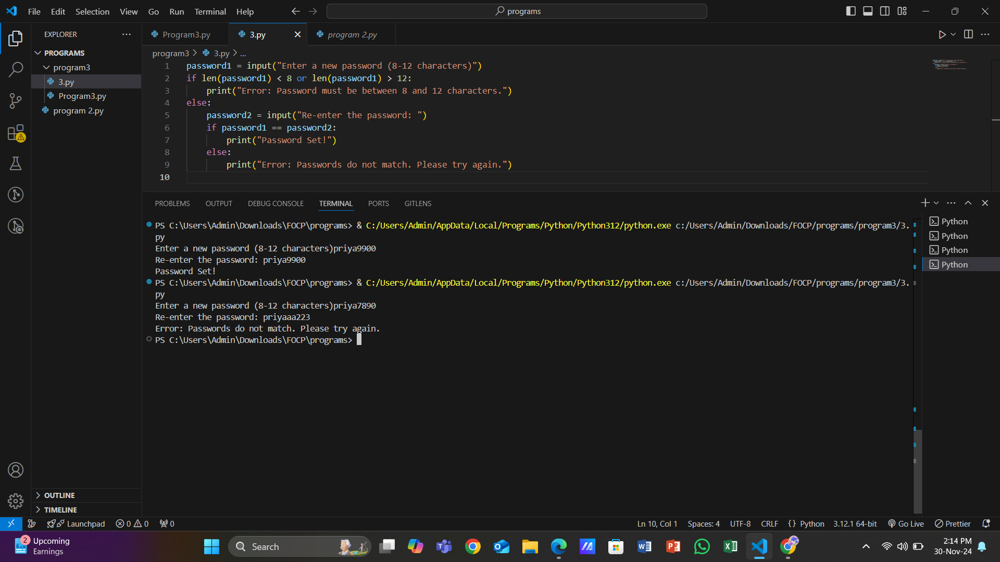 File Edit Selection View Go Run Terminal Help
programs
EXPLORER
PROGRAMS
program3
3.py
Program3.py
program 2.py
OUTLINE
TIMELINE
Program3.py
3.py
program 2.py
program3 > 3.py > ...
1 password1 = input("Enter a new password (8-12 characters)")
2 if len(password1) < 8 or len(password1) > 12:
3 print("Error: Password must be between 8 and 12 characters.")
4 else:
5 password2 = input("Re-enter the password: ")
6 if password1 == password2:
7 print("Password Set!")
8 else:
9 print("Error: Passwords do not match. Please try again.")
10
PROBLEMS OUTPUT DEBUG CONSOLE TERMINAL PORTS GITLENS
PS C:\Users\Admin\Downloads\FOCP\programs> & C:/Users/Admin/AppData/Local/Programs/Python/Python312/python.exe c:/Users/Admin/Downloads/FOCP/programs/program3/3.
py
Enter a new password (8-12 characters)priya9900
Re-enter the password: priya9900
Password Set!
PS C:\Users\Admin\Downloads\FOCP\programs> & C:/Users/Admin/AppData/Local/Programs/Python/Python312/python.exe c:/Users/Admin/Downloads/FOCP/programs/program3/3.
py
Enter a new password (8-12 characters)priya7890
Re-enter the password: priyaaa223
Error: Passwords do not match. Please try again.
PS C:\Users\Admin\Downloads\FOCP\programs>
Python
Python
Python
Python
Launchpad 0 0 0
Ln 10, Col 1 Spaces: 4 UTF-8 CRLF {} Python 3.12.1 64-bit Go Live Prettier
2
Upcoming
Earnings
Search
2:14 PM
30-Nov-24